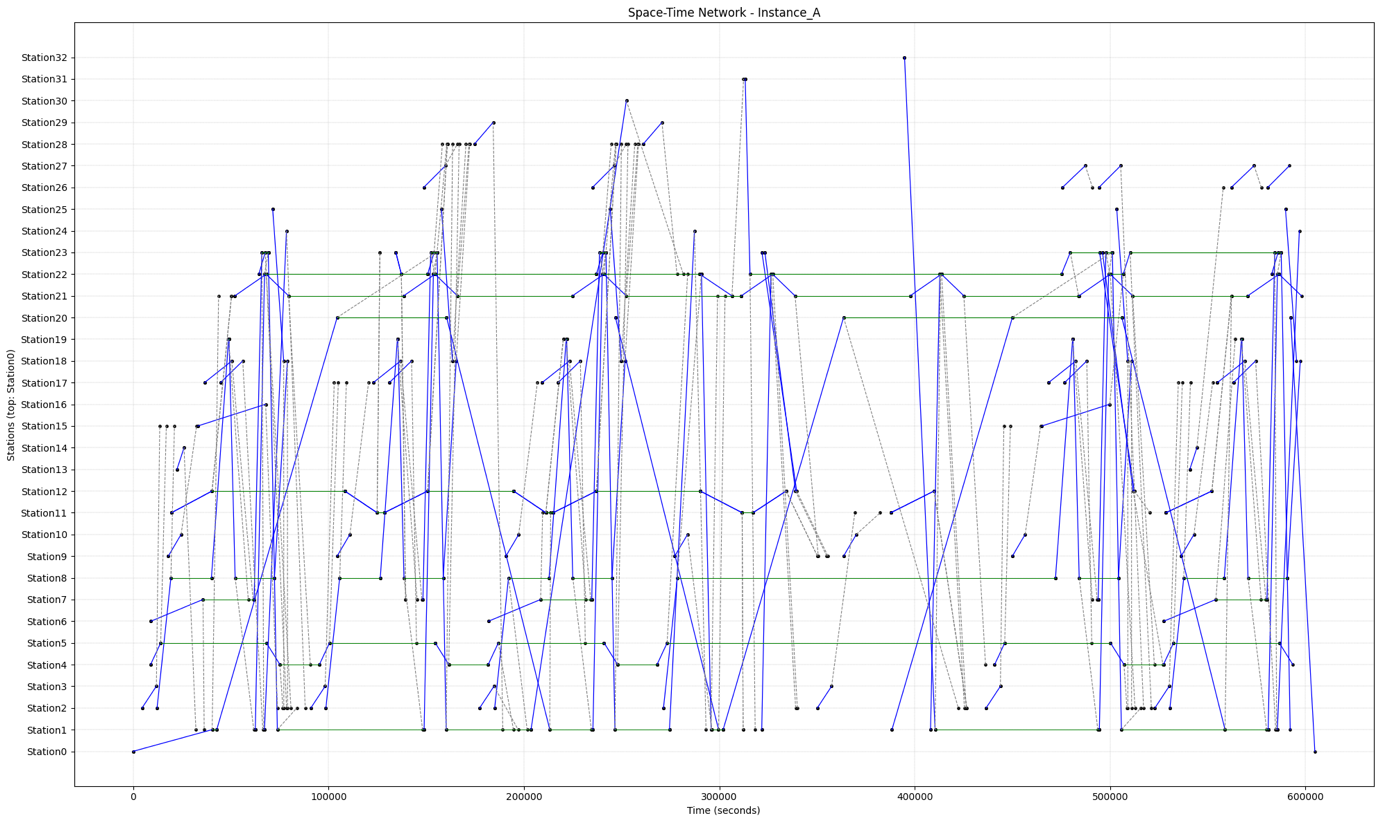 Space-Time Network - Instance_A
Stations (top: Station0)
Station32
Station31
Station30
Station29
Station28
Station27
Station26
Station25
Station24
Station23
Station22
Station21
Station20
Station19
Station18
Station17
Station16
Station15
Station14
Station13
Station12
Station11
Station10
Station9
Station8
Station7
Station6
Station5
Station4
Station3
Station2
Station1
Station0
0 100000 200000 300000 400000 500000 600000
Time (seconds)